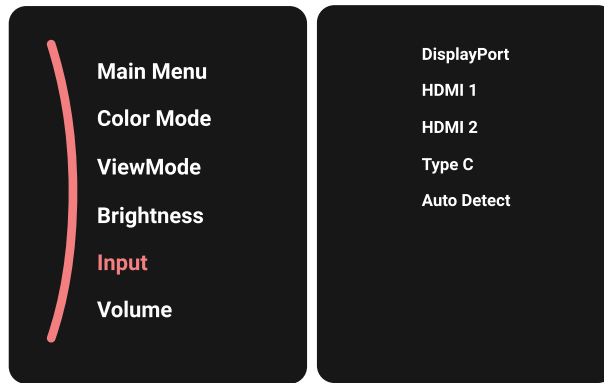 Main Menu
Color Mode
ViewMode
Brightness
Input
Volume
DisplayPort
HDMI 1
HDMI 2
Type C
Auto Detect